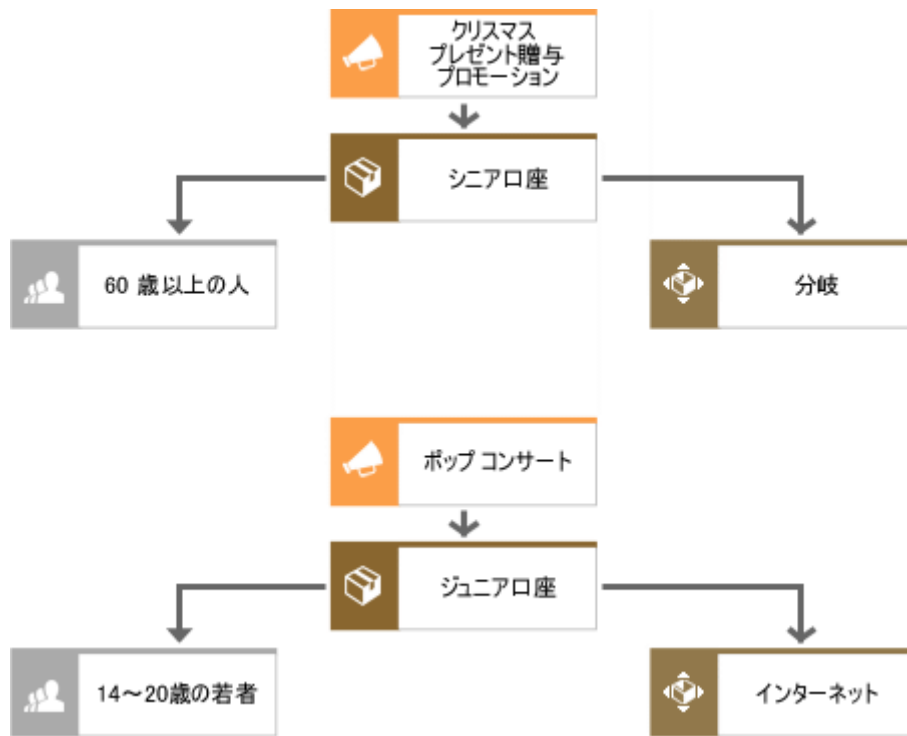 クリスマス
プレゼント贈与
プロモーション
シニア口座
60 歳以上の人
分岐
ポップ コンサート
ジュニア口座
14～20歳の若者
インターネット